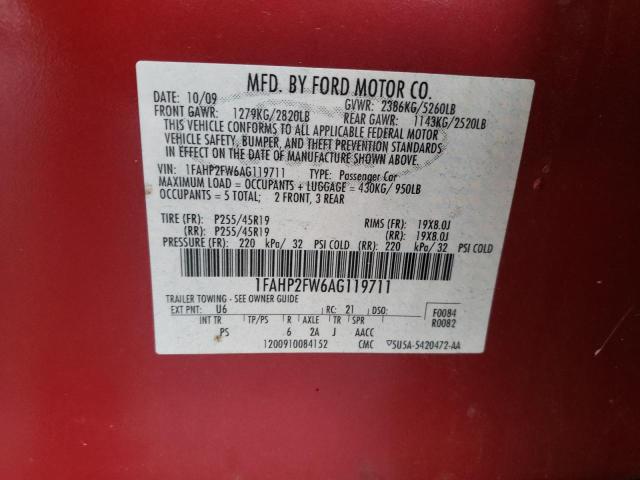 MFD. BY FORD MOTOR CO.
DATE: 10/09 GVWR: 2386KG/5260LB
FRONT GAWR: 1279KG/2820LB REAR GAWR: 1143KG/2520LB
THIS VEHICLE CONFORMS TO ALL APPLICABLE FEDERAL MOTOR
VEHICLE SAFETY, BUMPER, AND THEFT PREVENTION STANDARDS
IN EFFECT ON THE DATE OF MANUFACTURE SHOWN ABOVE.
VIN: 1FAHP2FW6AG119711 TYPE: Passenger Car
MAXIMUM LOAD = OCCUPANTS + LUGGAGE = 430KG/ 950LB
OCCUPANTS = 5 TOTAL; 2 FRONT, 3 REAR
TIRE (FR): P255/45R19 RIMS (FR): 19X8.0J
(RR): P255/45R19 (RR): 19X8.0J
PRESSURE (FR): 220 kPa/ 32 PSI COLD (RR): 220 kPa/ 32 PSI COLD
1FAHP2FW6AG119711
TRAILER TOWING - SEE OWNER GUIDE
EXT PNT: U6 RC: 21 DSO: F0084
INT TR TP/PS R AXLE TR SPR R0082
PS 6 2A J AACC
1200910084152 CMC 5U5A-5420472-AA